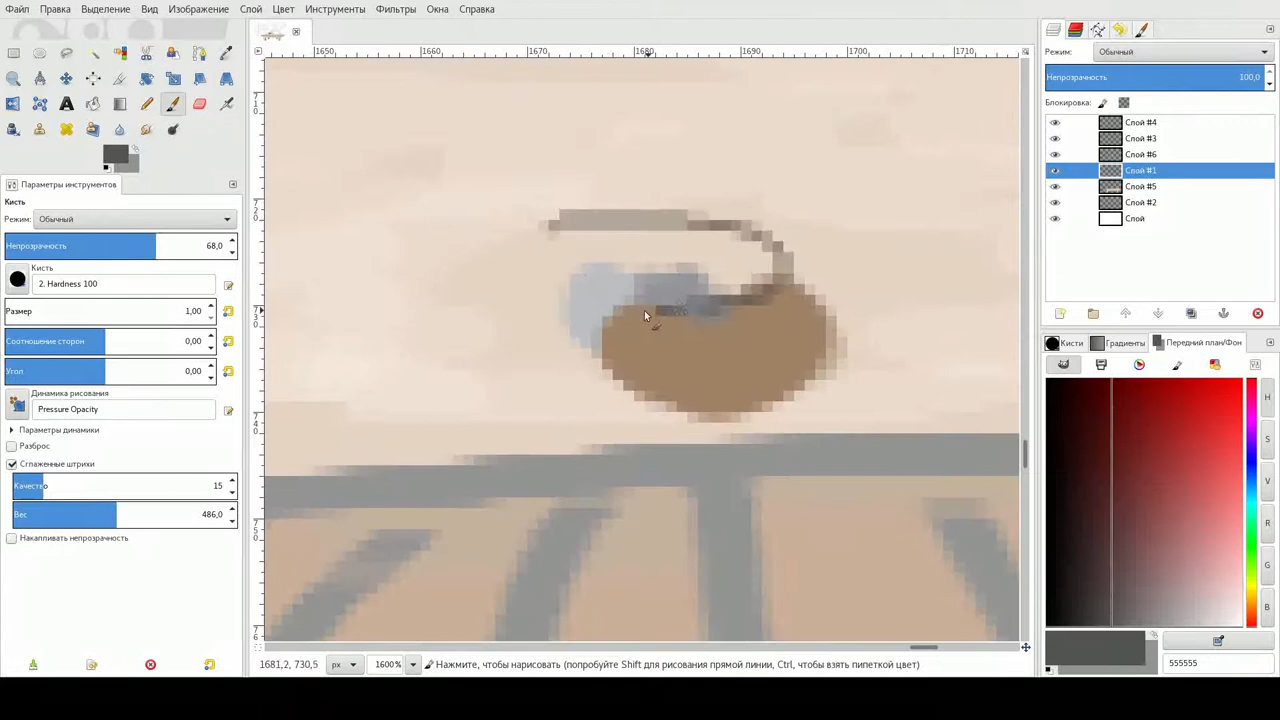 Файл Правка Выделение Вид Изображение Слой Цвет Инструменты Фильтры Окна Справка
1650 1660 1670 1680 1690 1700 1710
Режим: Обычный
Непрозрачность 100,0
Блокировка:
Слой #4
Слой #3
Слой #6
Слой #1
Слой #5
Слой #2
Слой
Параметры инструментов
Кисть
Режим: Обычный
Непрозрачность 68,0
Кисть
2. Hardness 100
Размер 1,00
Соотношение сторон 0,00
Угол 0,00
Динамика рисования
Pressure Opacity
Параметры динамики
Разброс
Сглаженные штрихи
Качество 15
Вес 486,0
Накапливать непрозрачность
Кисти Градиенты Передний план/Фон
H
S
V
R
G
B
555555
1681,2, 730,5 px 1600% Нажмите, чтобы нарисовать (попробуйте Shift для рисования прямой линии, Ctrl, чтобы взять пипеткой цвет)